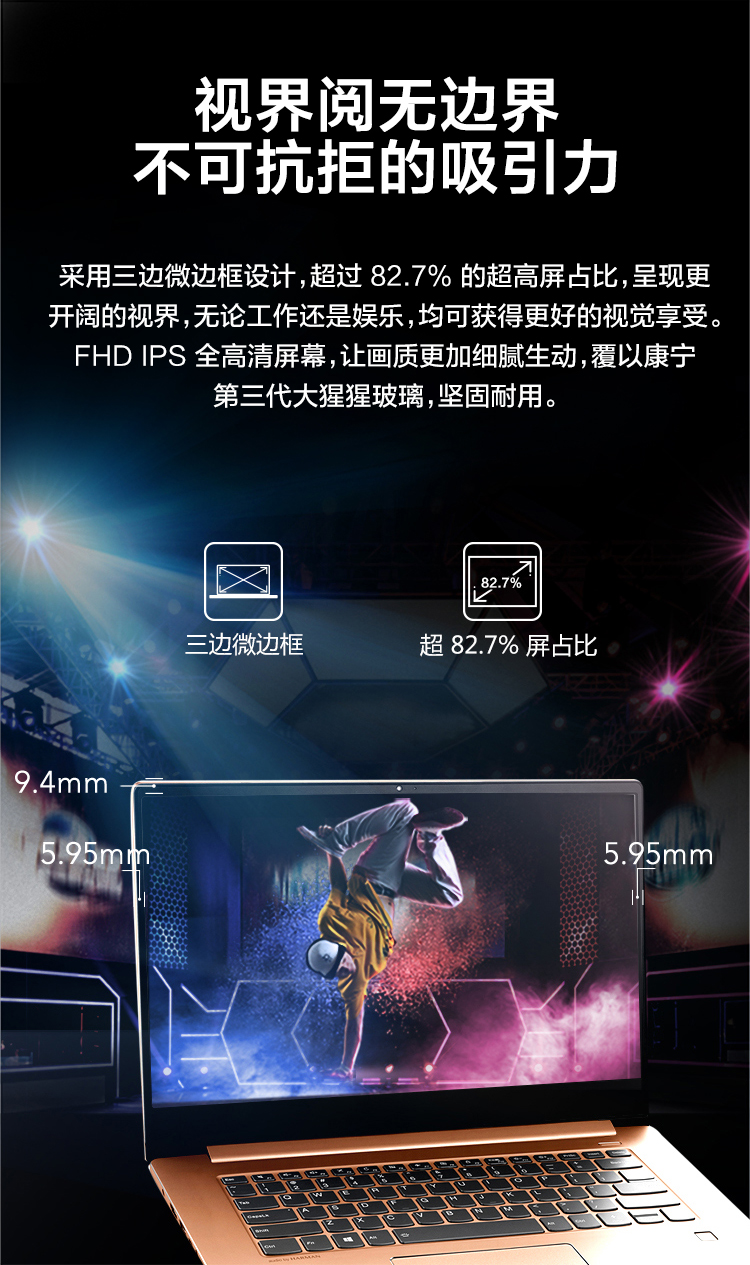 视界阅无边界
不可抗拒的吸引力
采用三边微边框设计,超过 82.7% 的超高屏占比,呈现更
开阔的视界,无论工作还是娱乐,均可获得更好的视觉享受。
FHD IPS 全高清屏幕,让画质更加细腻生动,覆以康宁
第三代大猩猩玻璃,坚固耐用。
82.7%
三边微边框
超 82.7% 屏占比
9.4mm
5.95mm
5.95mm